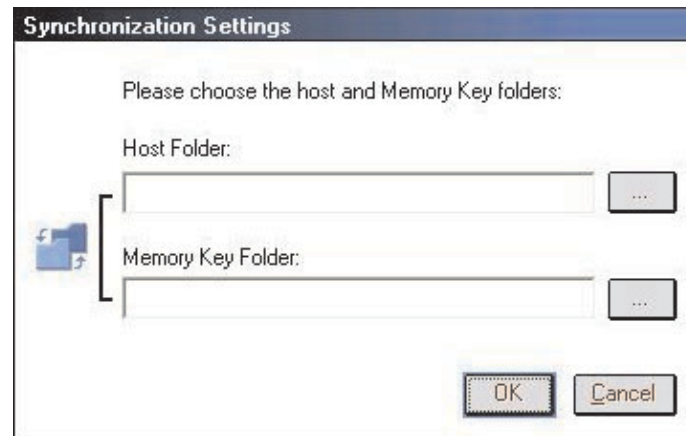 Synchronization Settings
Please choose the host and Memory Key folders:
Host Folder:
...
Memory Key Folder:
...
OK
Cancel